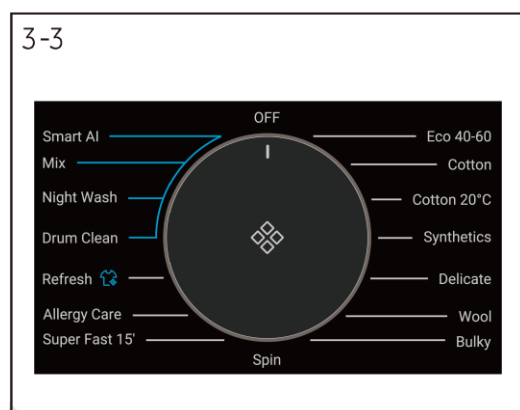 3-3
OFF
Smart AI
Mix
Night Wash
Drum Clean
Refresh
Allergy Care
Super Fast 15'
Eco 40-60
Cotton
Cotton 20°C
Synthetics
Delicate
Wool
Bulky
Spin